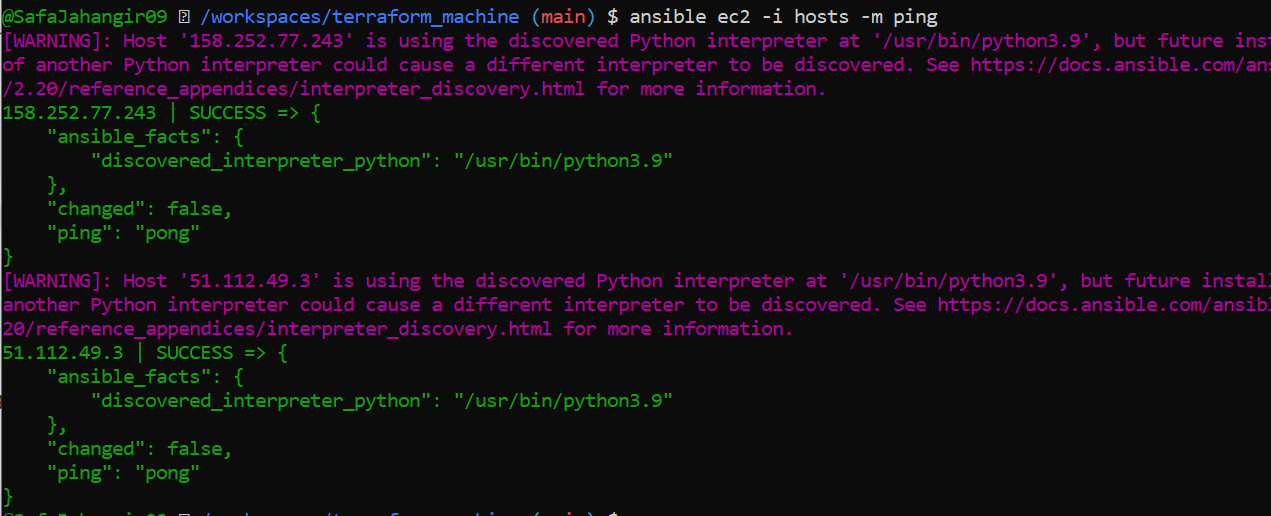 @SafaJahangir09 /workspaces/terraform_machine (main) $ ansible ec2 -i hosts -m ping
[WARNING]: Host '158.252.77.243' is using the discovered Python interpreter at '/usr/bin/python3.9', but future inst
of another Python interpreter could cause a different interpreter to be discovered. See https://docs.ansible.com/ans
/2.20/reference_appendices/interpreter_discovery.html for more information.
158.252.77.243 | SUCCESS => {
    "ansible_facts": {
        "discovered_interpreter_python": "/usr/bin/python3.9"
    },
    "changed": false,
    "ping": "pong"
}
[WARNING]: Host '51.112.49.3' is using the discovered Python interpreter at '/usr/bin/python3.9', but future install
another Python interpreter could cause a different interpreter to be discovered. See https://docs.ansible.com/ansibl
20/reference_appendices/interpreter_discovery.html for more information.
51.112.49.3 | SUCCESS => {
    "ansible_facts": {
        "discovered_interpreter_python": "/usr/bin/python3.9"
    },
    "changed": false,
    "ping": "pong"
}